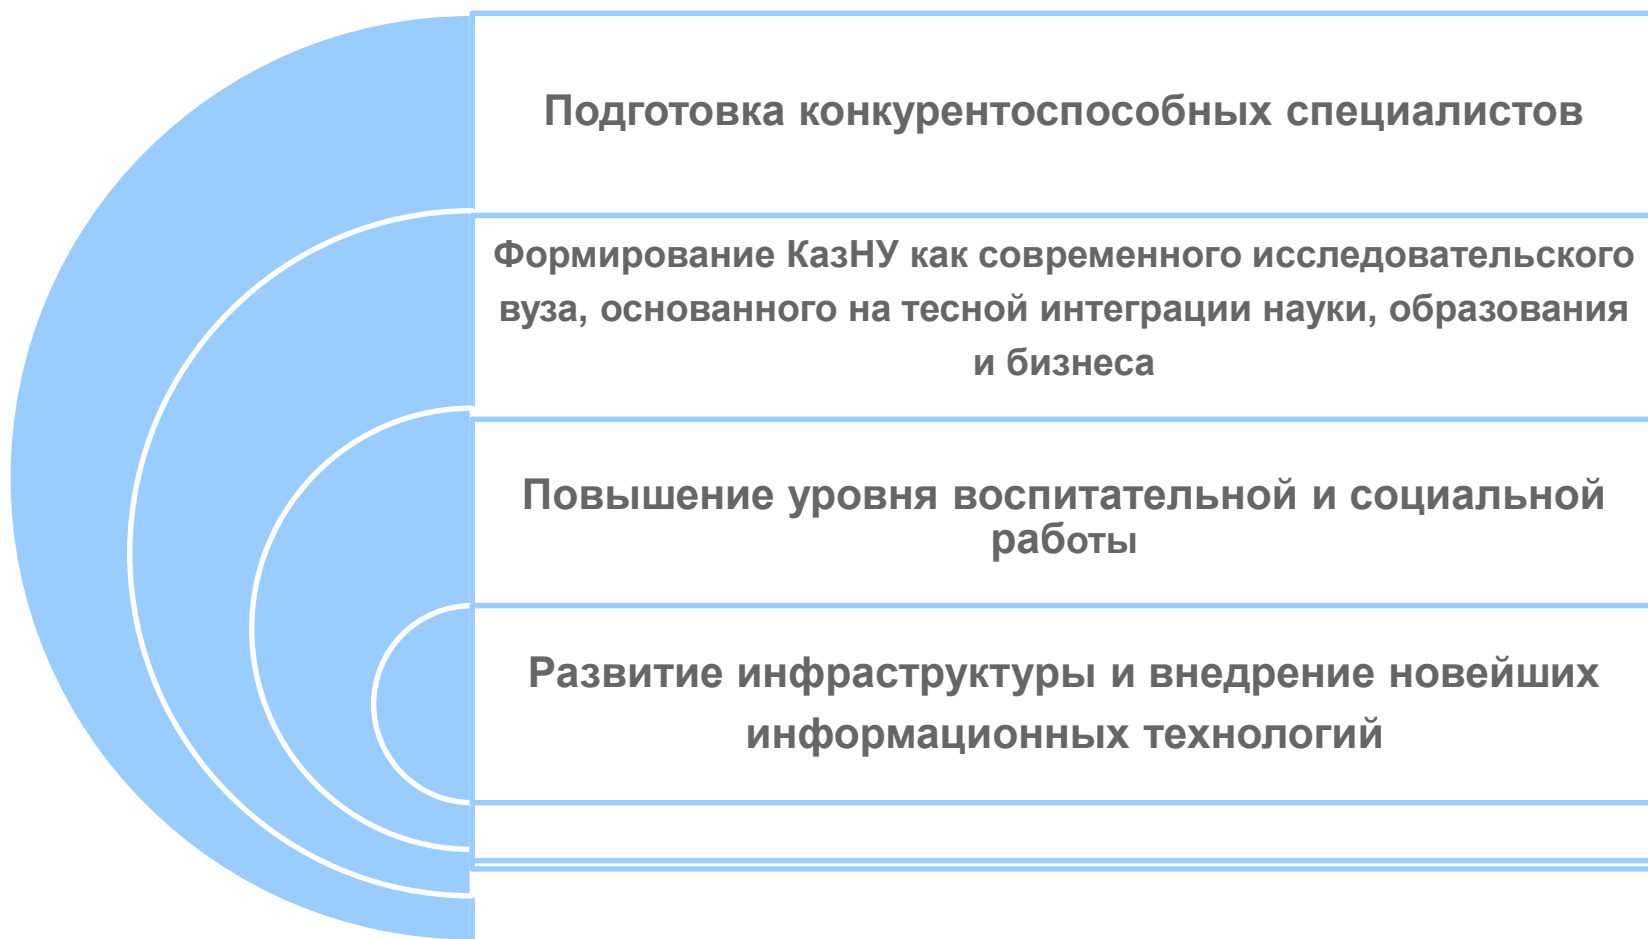 Подготовка конкурентоспособных специалистов
Формирование КазНУ как современного исследовательского
вуза, основанного на тесной интеграции науки, образования
и бизнеса
Повышение уровня воспитательной и социальной
работы
Развитие инфраструктуры и внедрение новейших
информационных технологий